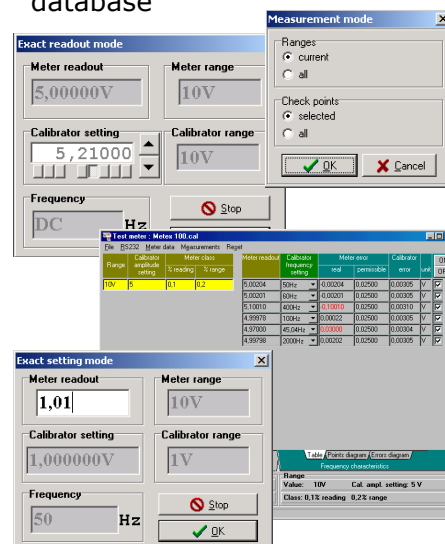 database
Measurement mode
Ranges
current
all
Check points
selected
all
OK
Cancel
Exact readout mode
Meter readout
5,00000V
Meter range
10V
Calibrator setting
5,21000
Calibrator range
10V
Frequency
DC
Hz
Stop
Test meter : Metex 100.cal
File RS232 Meter data Measurements Report
Range
Calibrator amplitude setting
Meter class
% reading
% range
Meter readout
Calibrator frequency setting
Meter error
real
permissible
Calibrator error
unit
10V 5 0,1 0,2
5,00204 50Hz -0,00204 0,02500 0,00305 V
5,00201 60Hz -0,00201 0,02500 0,00305 V
5,10010 400Hz -0,10010 0,02500 0,00310 V
4,99978 100Hz 0,00022 0,02500 0,00305 V
4,97000 45,04Hz 0,03000 0,02500 0,00304 V
4,99798 2000Hz 0,00202 0,02500 0,00305 V
Table Points diagram Errors diagram
Frequency characteristics
Range
Value: 10V Cal. ampl. setting: 5 V
Class: 0,1% reading 0,2% range
Exact setting mode
Meter readout
1,01
Meter range
10V
Calibrator setting
1,000000V
Calibrator range
1V
Frequency
50 Hz
Stop
OK